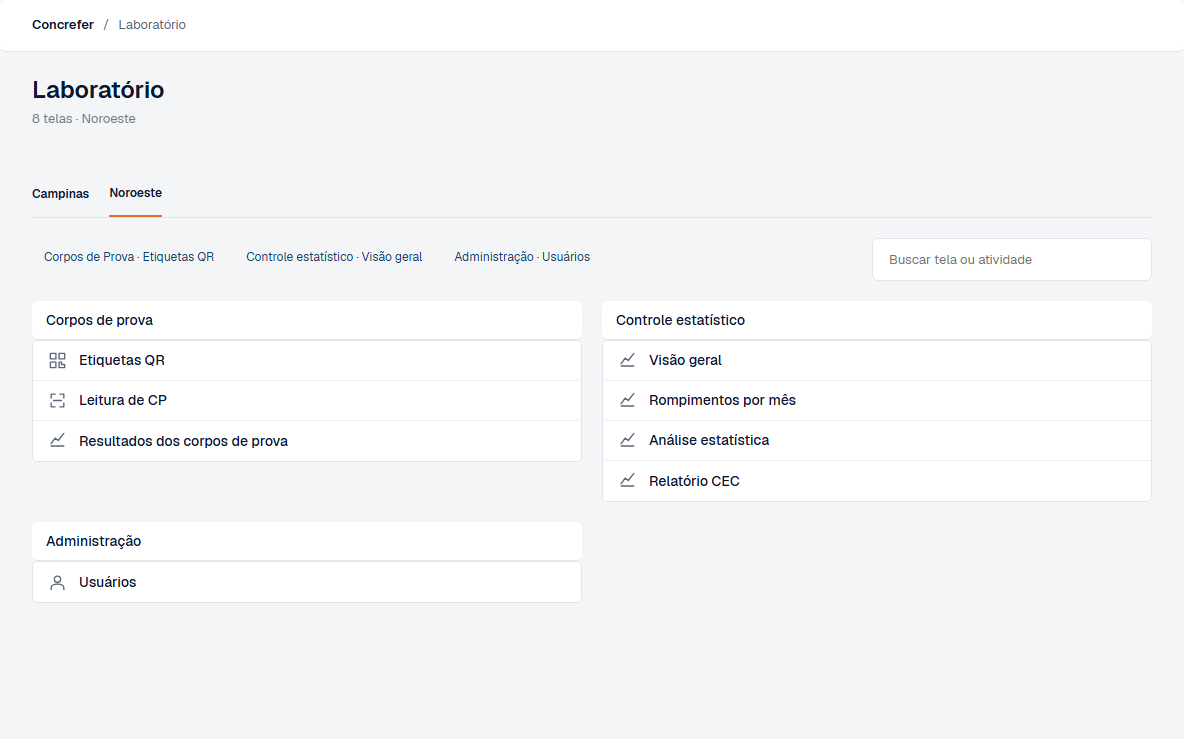 Concrefer / Laboratório
Laboratório
8 telas · Noroeste
Campinas Noroeste
Corpos de Prova · Etiquetas QR Controle estatístico · Visão geral Administração · Usuários
Buscar tela ou atividade
Corpos de prova
Etiquetas QR
Leitura de CP
Resultados dos corpos de prova
Controle estatístico
Visão geral
Rompimentos por mês
Análise estatística
Relatório CEC
Administração
Usuários